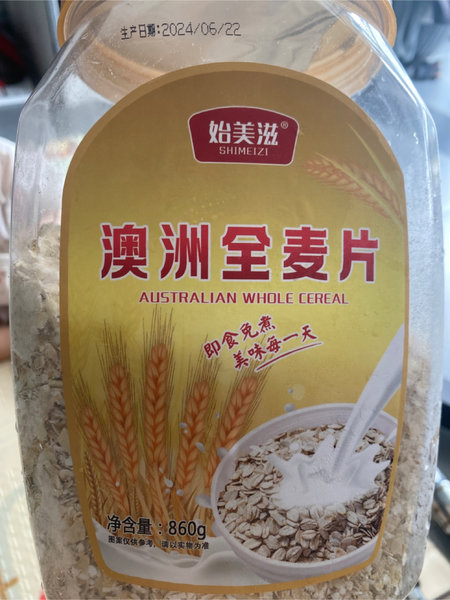 生产日期:2024/06/22
始美滋®
SHIMEIZI
澳洲全麦片
AUSTRALIAN WHOLE CEREAL
即食免煮
美味每一天
净含量：860g
图案仅供参考，请以实物为准